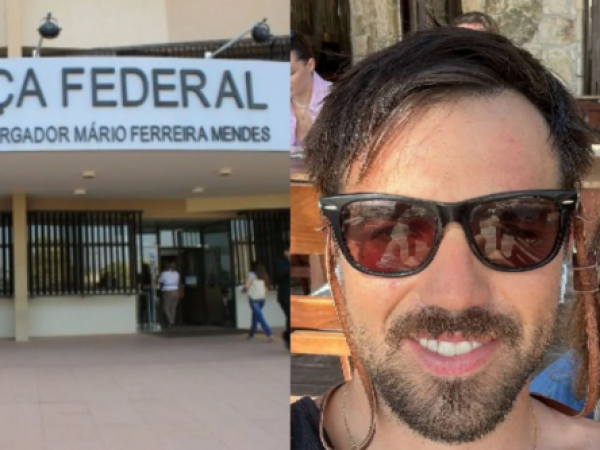 ÇA FEDERAL
RGADOR MÁRIO FERREIRA MENDES